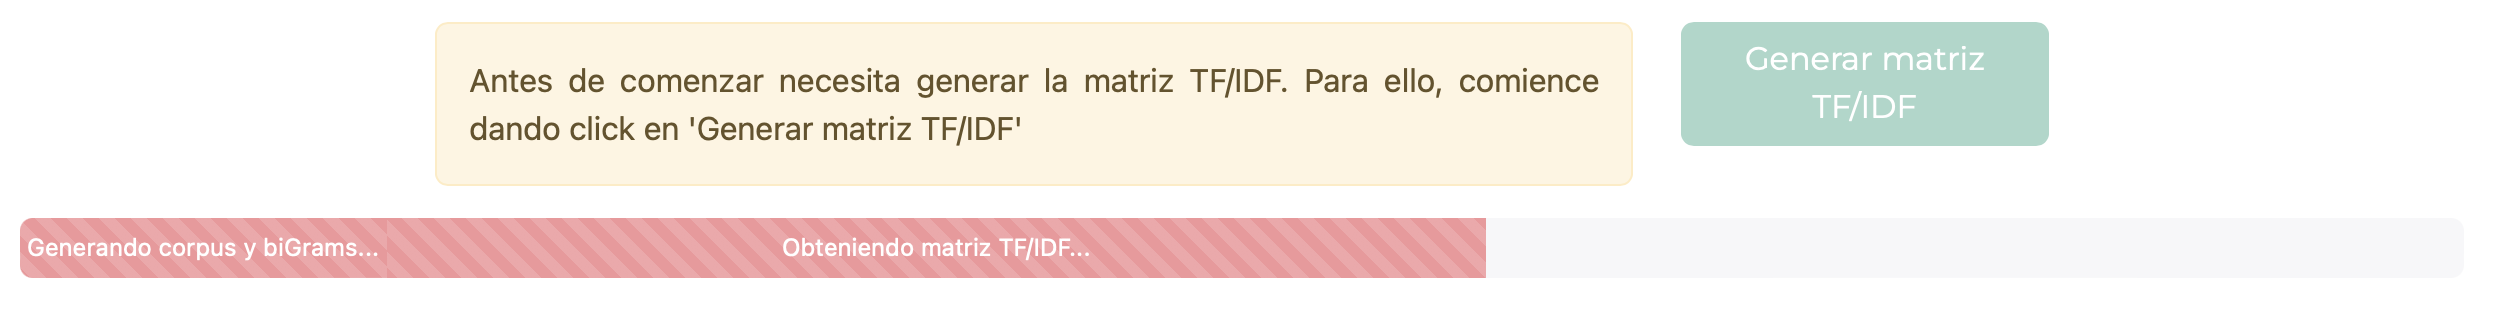 Antes de comenzar necesita generar la matriz TF/IDF. Para ello, comience
dando click en 'Generar matriz TF/IDF'
Generar matriz
TF/IDF
Generando corpus y biGrams...
Obteniendo matriz TF/IDF...